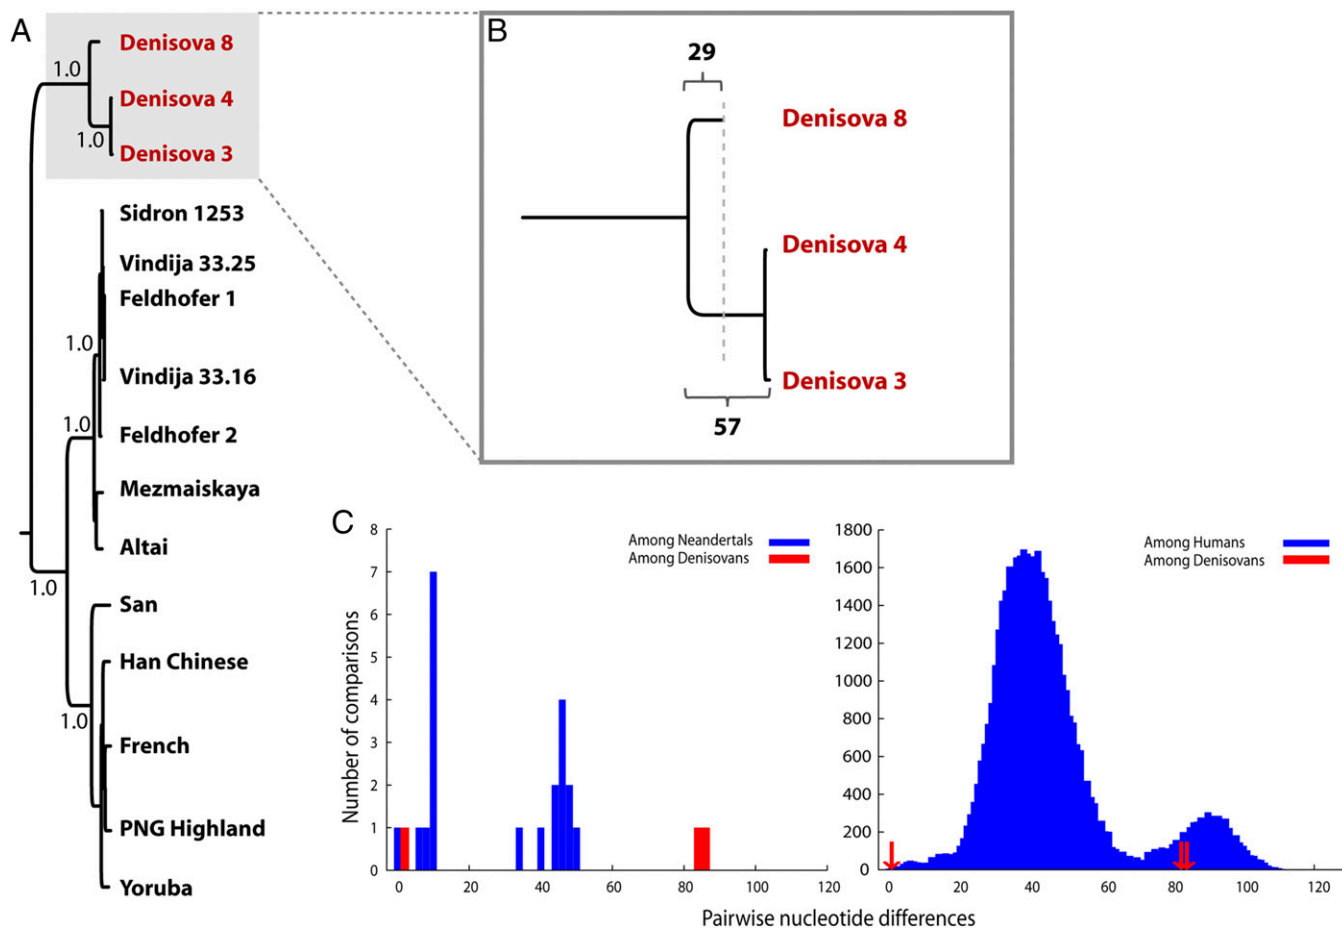 A
1.0
Denisova 8
Denisova 4
1.0
Denisova 3
Sidron 1253
Vindija 33.25
Feldhofer 1
1.0
Vindija 33.16
1.0
Feldhofer 2
Mezmaiskaya
Altai
1.0
San
Han Chinese
1.0
French
PNG Highland
Yoruba
B
29
Denisova 8
Denisova 4
Denisova 3
57
C
Number of comparisons
8
7
6
5
4
3
2
1
0
Among Neandertals
Among Denisovans
0 20 40 60 80 100 120
1800
1600
1400
1200
1000
800
600
400
200
0
Among Humans
Among Denisovans
0 20 40 60 80 100 120
Pairwise nucleotide differences